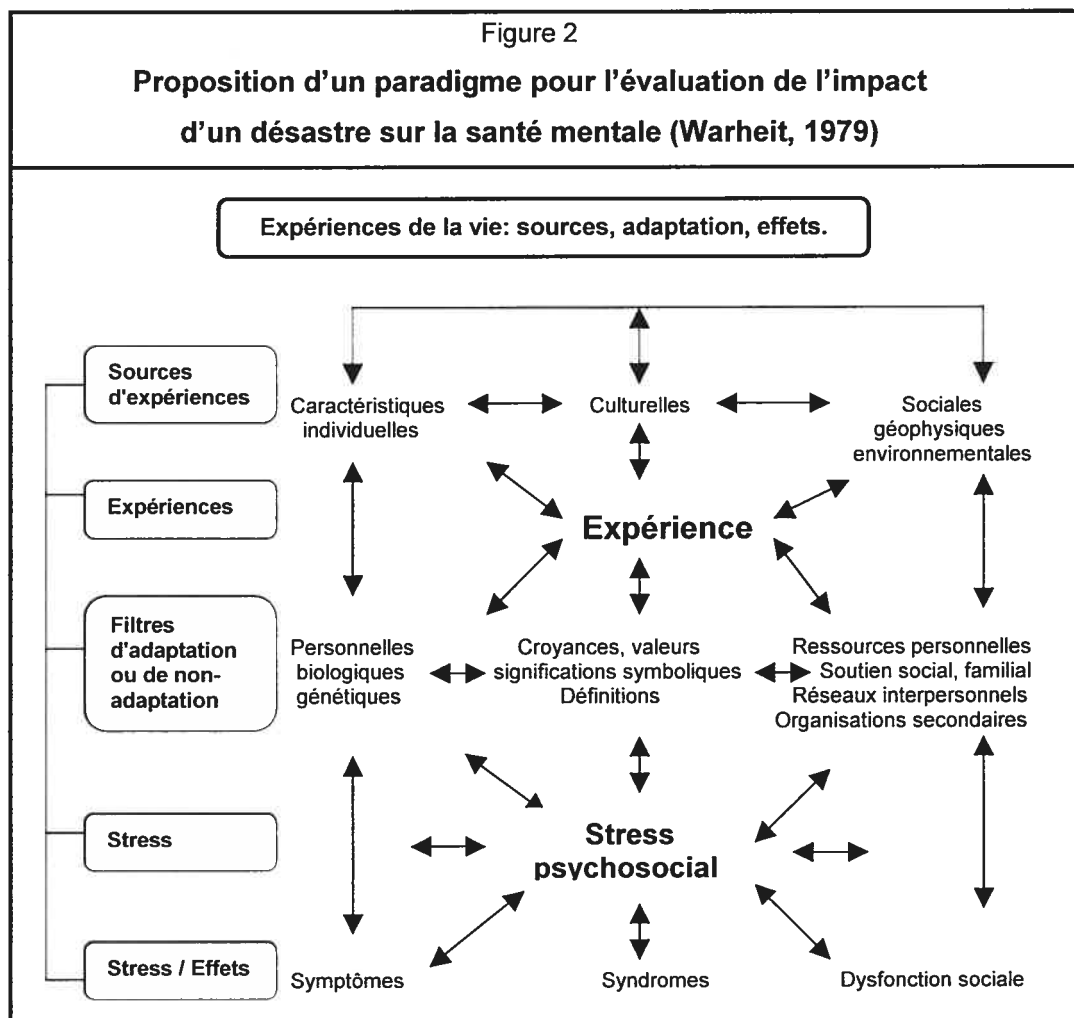 Figure 2
Proposition d’un paradigme pour l’évaluation de l’impact
d’un désastre sur la santé mentale (Warheit, 1979)
Expériences de la vie: sources, adaptation, effets.
Sources
d'expériences
Caractéristiques
individuelles
Culturelles
Sociales
géophysiques
environnementales
Expériences
Expérience
Filtres
d'adaptation
ou de non-
adaptation
Personnelles
biologiques
génétiques
Croyances, valeurs
significations symboliques
Définitions
Ressources personnelles
Soutien social, familial
Réseaux interpersonnels
Organisations secondaires
Stress
Stress
psychosocial
Stress / Effets
Symptômes
Syndromes
Dysfonction sociale